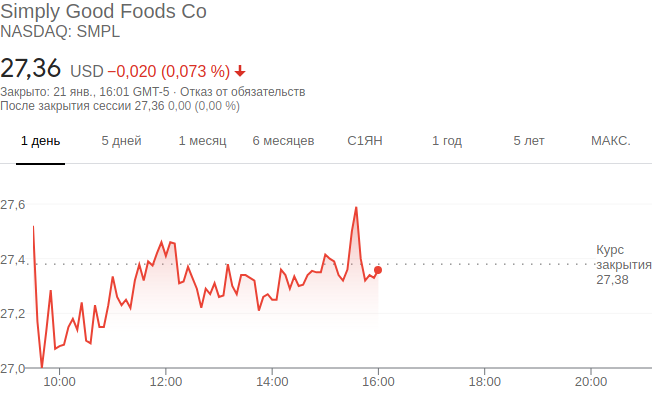 Simply Good Foods Co
NASDAQ: SMPL
27,36 USD −0,020 (0,073 %)
Закрыто: 21 янв., 16:01 GMT-5 · Отказ от обязательств
После закрытия сессии 27,36 0,00 (0,00 %)
1 день 5 дней 1 месяц 6 месяцев С1ЯН 1 год 5 лет МАКС.
27,6
27,4
27,2
27,0
Курс
закрытия
27,38
10:00 12:00 14:00 16:00 18:00 20:00